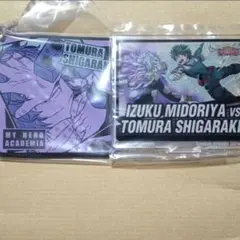 TOMURA
SHIGARAKI
MY HERO
ACADEMIA
IZUKU MIDORIYA VS
TOMURA SHIGARAKI